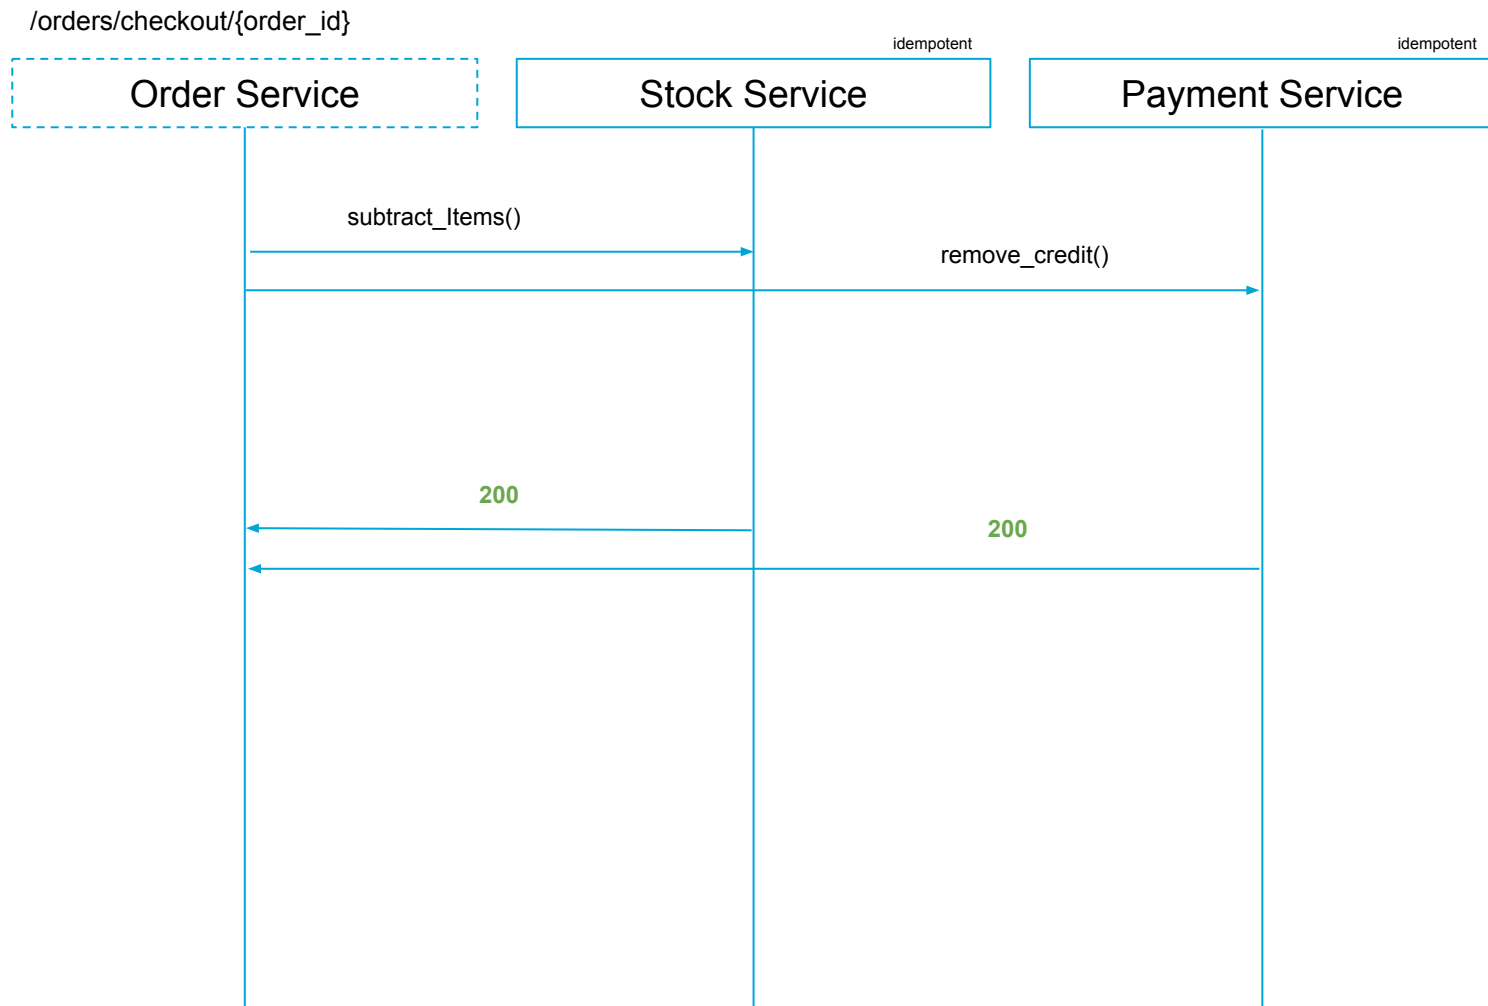 /orders/checkout/{order_id}
idempotent
idempotent
Order Service
Stock Service
Payment Service
subtract_Items()
remove_credit()
200
200